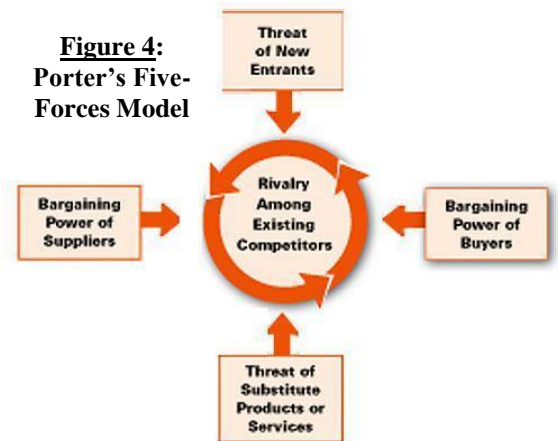 Figure 4:
Porter's Five-
Forces Model
Threat
of New
Entrants
Bargaining
Power of
Suppliers
Rivalry
Among
Existing
Competitors
Bargaining
Power of
Buyers
Threat of
Substitute
Products or
Services